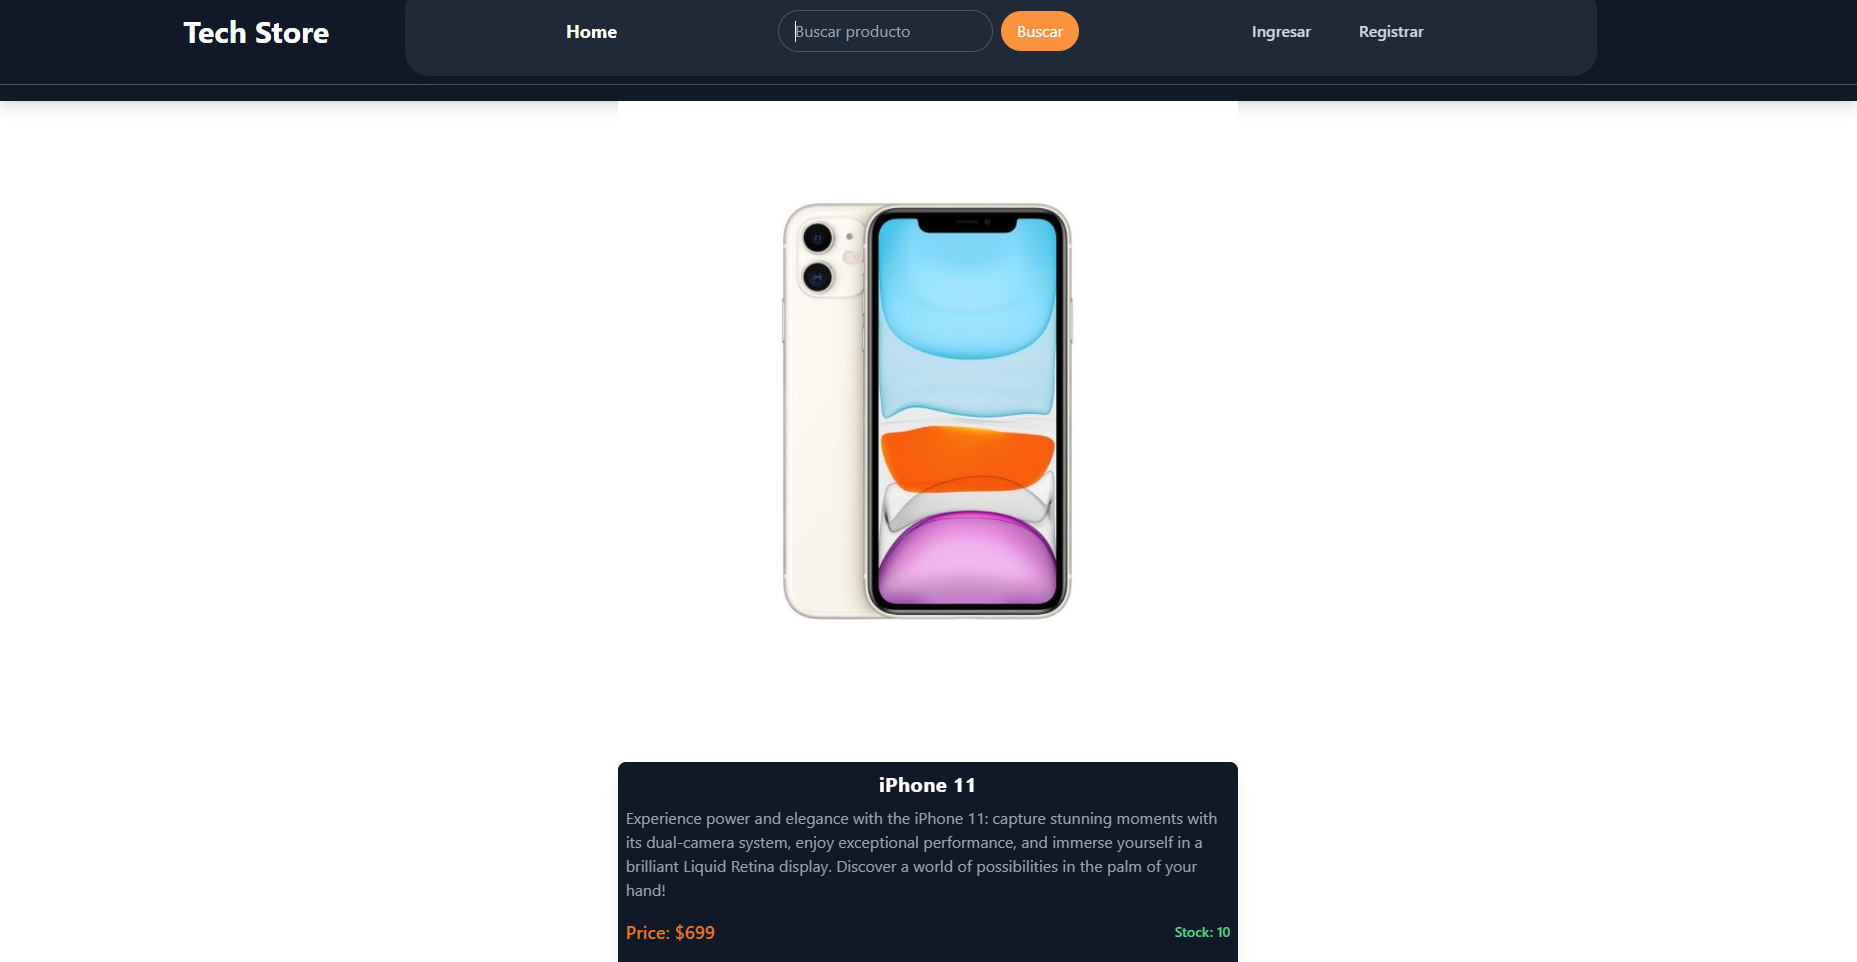 Tech Store
Home
Buscar producto
Buscar
Ingresar
Registrar
iPhone 11
Experience power and elegance with the iPhone 11: capture stunning moments with
its dual-camera system, enjoy exceptional performance, and immerse yourself in a
brilliant Liquid Retina display. Discover a world of possibilities in the palm of your
hand!
Price: $699
Stock: 10